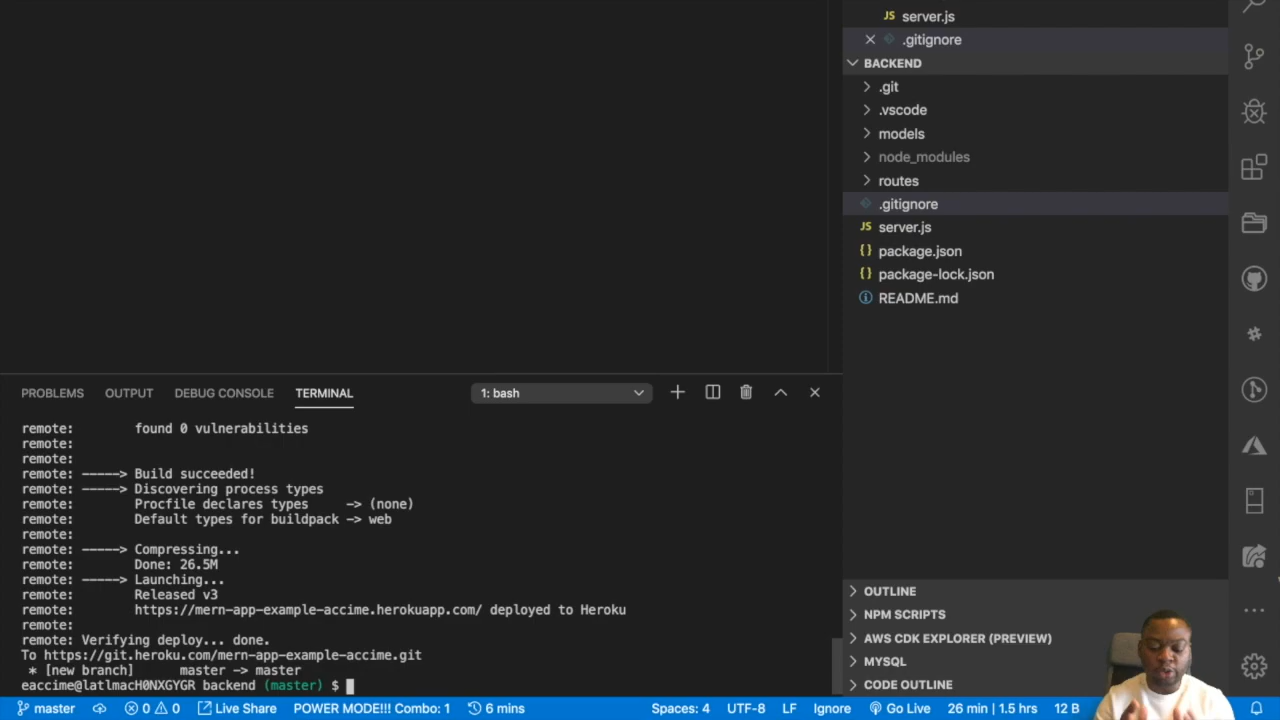 JS server.js
.gitignore
BACKEND
.git
.vscode
models
node_modules
routes
.gitignore
JS server.js
{} package.json
{} package-lock.json
README.md
PROBLEMS OUTPUT DEBUG CONSOLE TERMINAL 1: bash
remote: found 0 vulnerabilities
remote:
remote:
remote: -----> Build succeeded!
remote: -----> Discovering process types
remote: Procfile declares types -> (none)
remote: Default types for buildpack -> web
remote:
remote: -----> Compressing...
remote: Done: 26.5M
remote: -----> Launching...
remote: Released v3
remote: https://mern-app-example-accime.herokuapp.com/ deployed to Heroku
remote:
remote: Verifying deploy... done.
To https://git.heroku.com/mern-app-example-accime.git
* [new branch] master -> master
eaccime@latlmacH0NXGYGR backend (master) $
OUTLINE
NPM SCRIPTS
AWS CDK EXPLORER (PREVIEW)
MYSQL
CODE OUTLINE
master 0 0 Live Share POWER MODE!!! Combo: 1 6 mins Spaces: 4 UTF-8 LF Ignore Go Live 26 min | 1.5 hrs 12 B